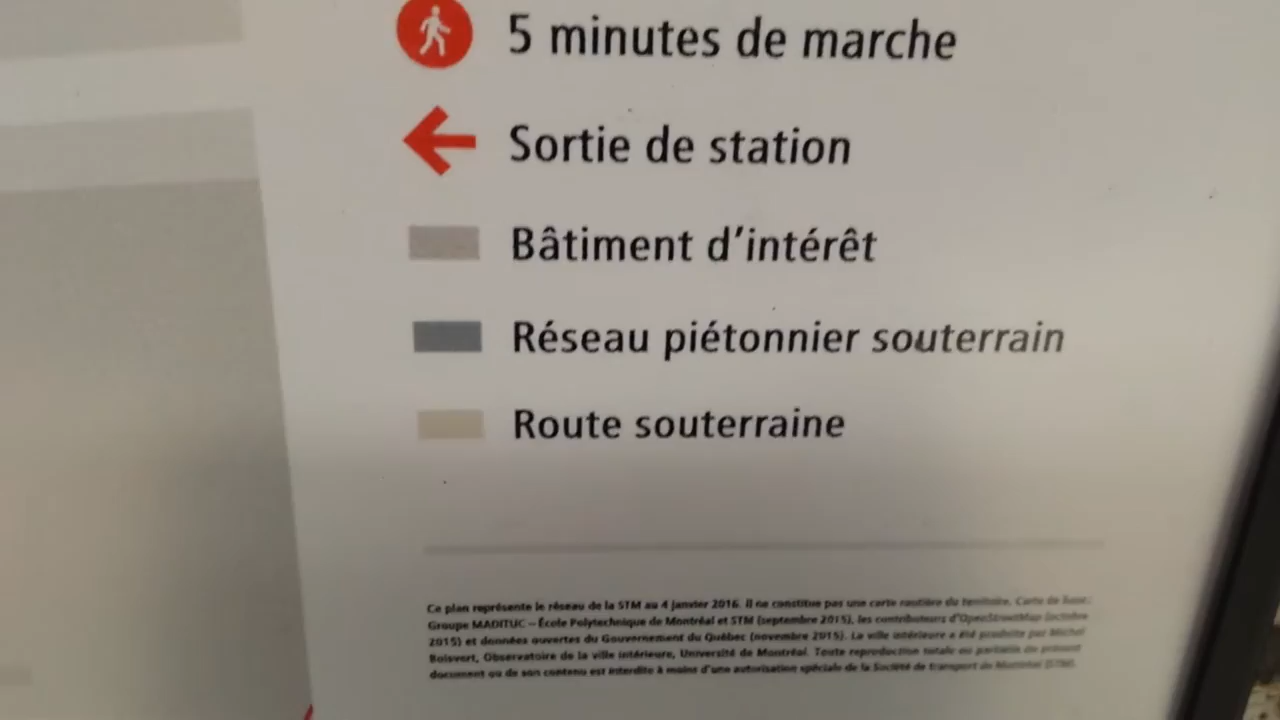 5 minutes de marche
Sortie de station
Bâtiment d'intérêt
Réseau piétonnier souterrain
Route souterraine
Ce plan représente le réseau de la STM au 4 janvier 2016. Il ne constitue pas une carte routière du territoire. Carte de base:
Groupe MADITUC – École Polytechnique de Montréal et STM (septembre 2015), les contributeurs d'OpenStreetMap (octobre
2015) et données ouvertes du Gouvernement du Québec (novembre 2015). La ville intérieure a été produite par Michel
Boisvert, Observatoire de la ville intérieure, Université de Montréal. Toute reproduction totale ou partielle du présent
document ou de son contenu est interdite à moins d'une autorisation spéciale de la Société de transport de Montréal (STM).